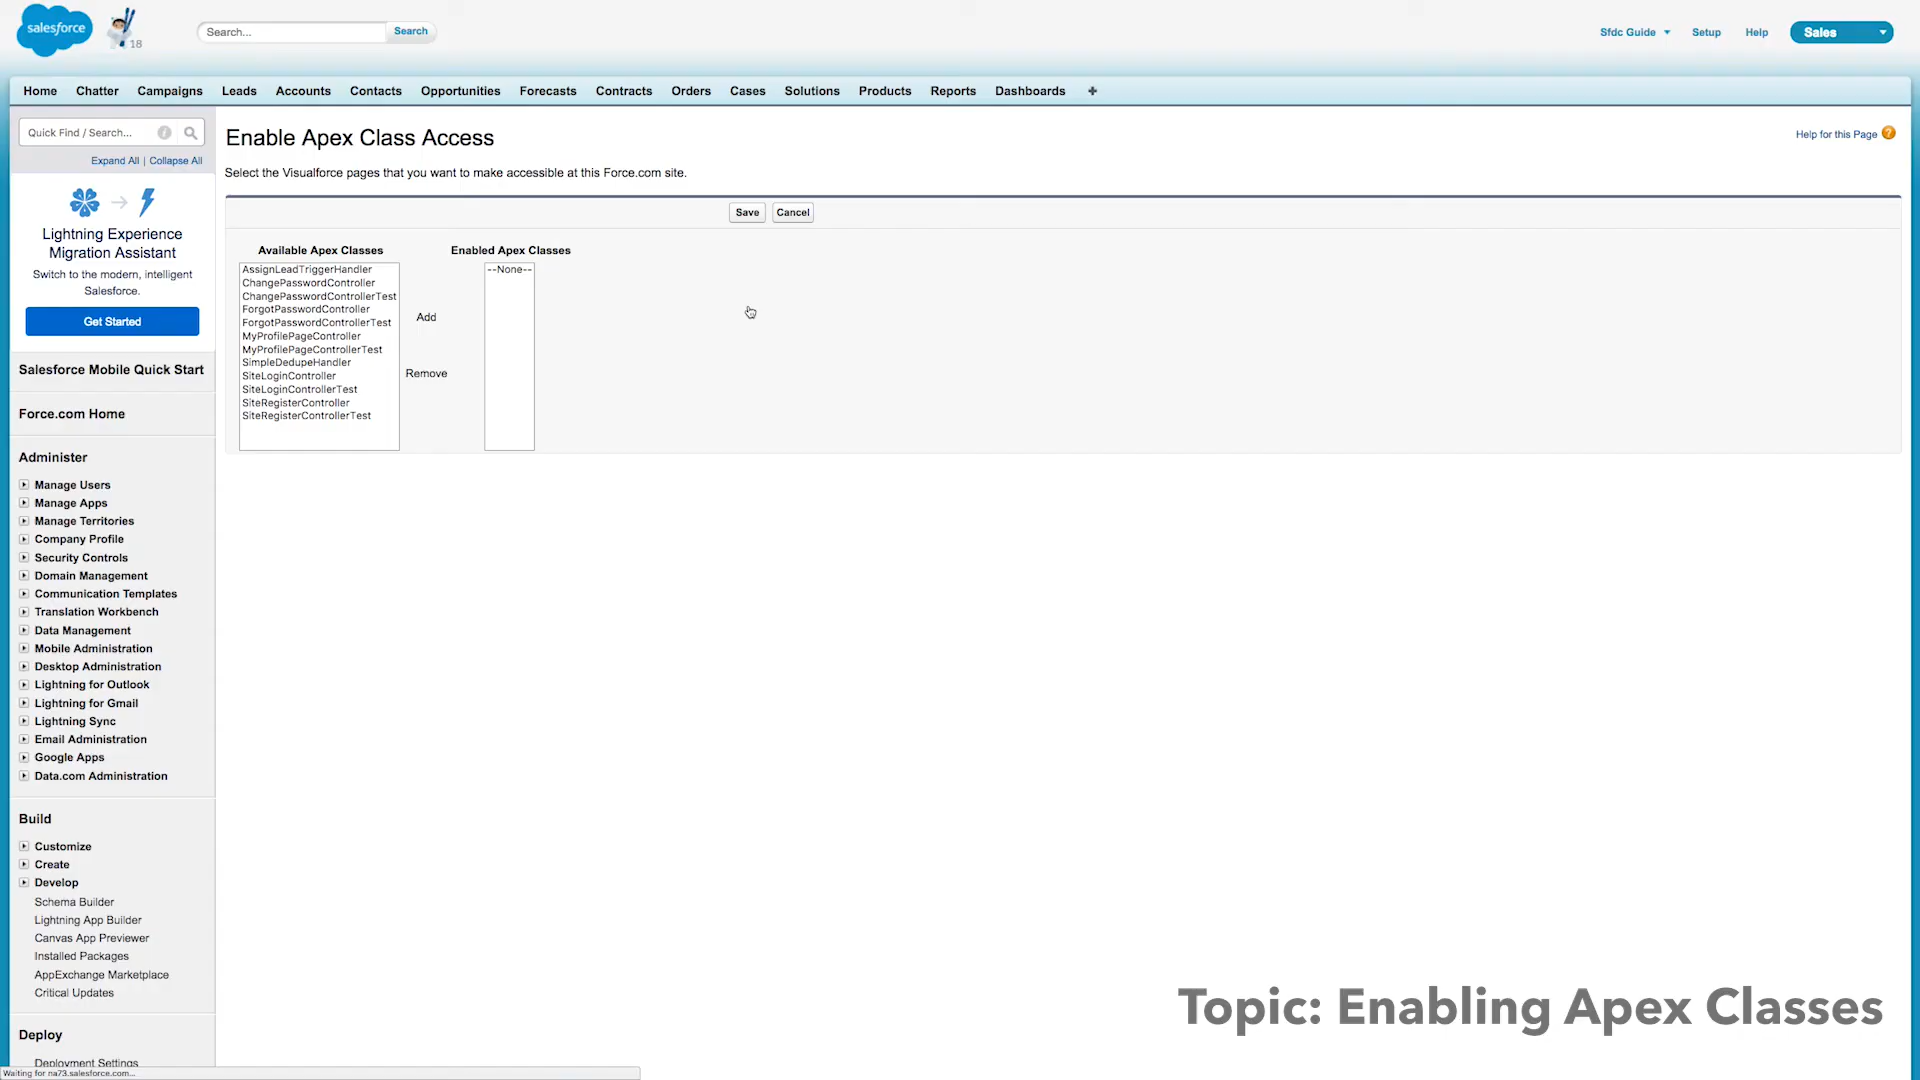 salesforce
18
Search...
Search
Sfdc Guide
Setup
Help
Sales
Home
Chatter
Campaigns
Leads
Accounts
Contacts
Opportunities
Forecasts
Contracts
Orders
Cases
Solutions
Products
Reports
Dashboards
+
Quick Find / Search...
Expand All | Collapse All
Lightning Experience
Migration Assistant
Switch to the modern, intelligent
Salesforce.
Get Started
Salesforce Mobile Quick Start
Force.com Home
Administer
Manage Users
Manage Apps
Manage Territories
Company Profile
Security Controls
Domain Management
Communication Templates
Translation Workbench
Data Management
Mobile Administration
Desktop Administration
Lightning for Outlook
Lightning for Gmail
Lightning Sync
Email Administration
Google Apps
Data.com Administration
Build
Customize
Create
Develop
Schema Builder
Lightning App Builder
Canvas App Previewer
Installed Packages
AppExchange Marketplace
Critical Updates
Deploy
Deployment Settings
Waiting for na73.salesforce.com...
Enable Apex Class Access
Help for this Page ?
Select the Visualforce pages that you want to make accessible at this Force.com site.
Save
Cancel
Available Apex Classes
AssignLeadTriggerHandler
ChangePasswordController
ChangePasswordControllerTest
ForgotPasswordController
ForgotPasswordControllerTest
MyProfilePageController
MyProfilePageControllerTest
SimpleDedupeHandler
SiteLoginController
SiteLoginControllerTest
SiteRegisterController
SiteRegisterControllerTest
Add
Remove
Enabled Apex Classes
--None--
Topic: Enabling Apex Classes